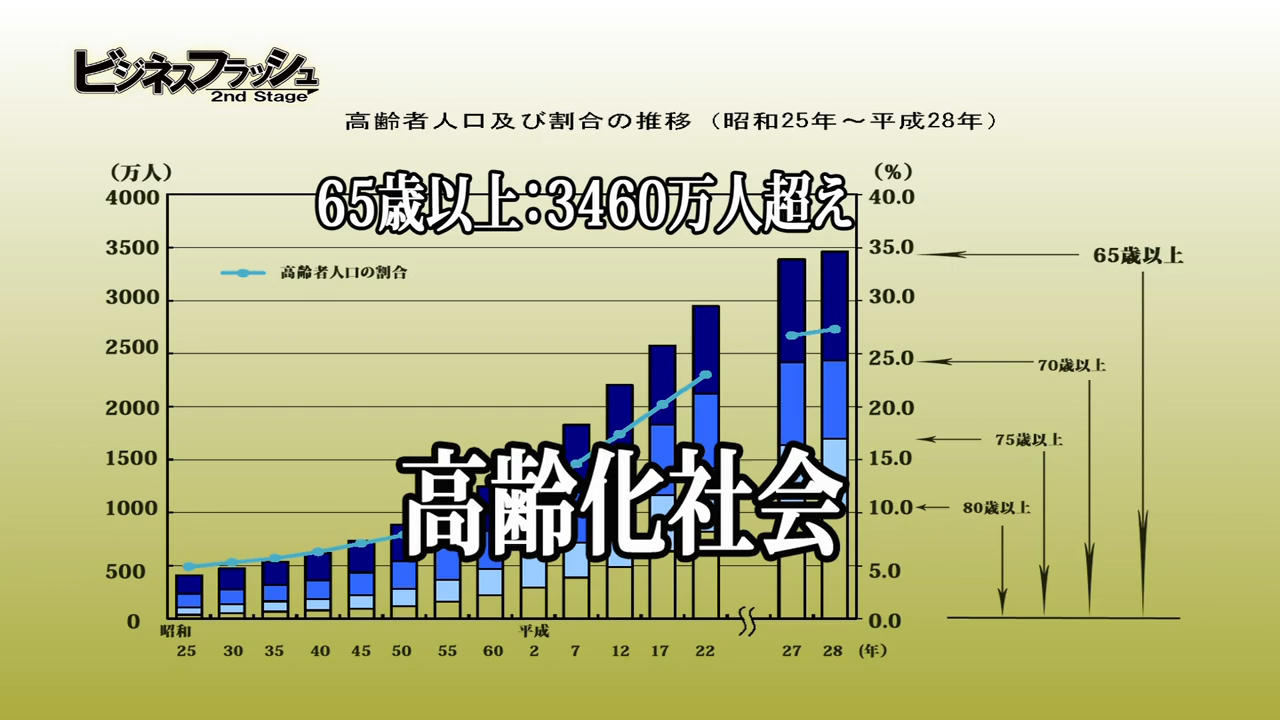 ビジネスフラッシュ
2nd Stage
高齢者人口及び割合の推移（昭和25年～平成28年）
（万人）
（%）
65歳以上:3460万人超え
4000
3500
3000
2500
2000
1500
1000
500
0
高齢者人口の割合
高齢化社会
40.0
35.0
30.0
25.0
20.0
15.0
10.0
5.0
0.0
65歳以上
70歳以上
75歳以上
80歳以上
昭和 平成
25 30 35 40 45 50 55 60 2 7 12 17 22 27 28 (年)